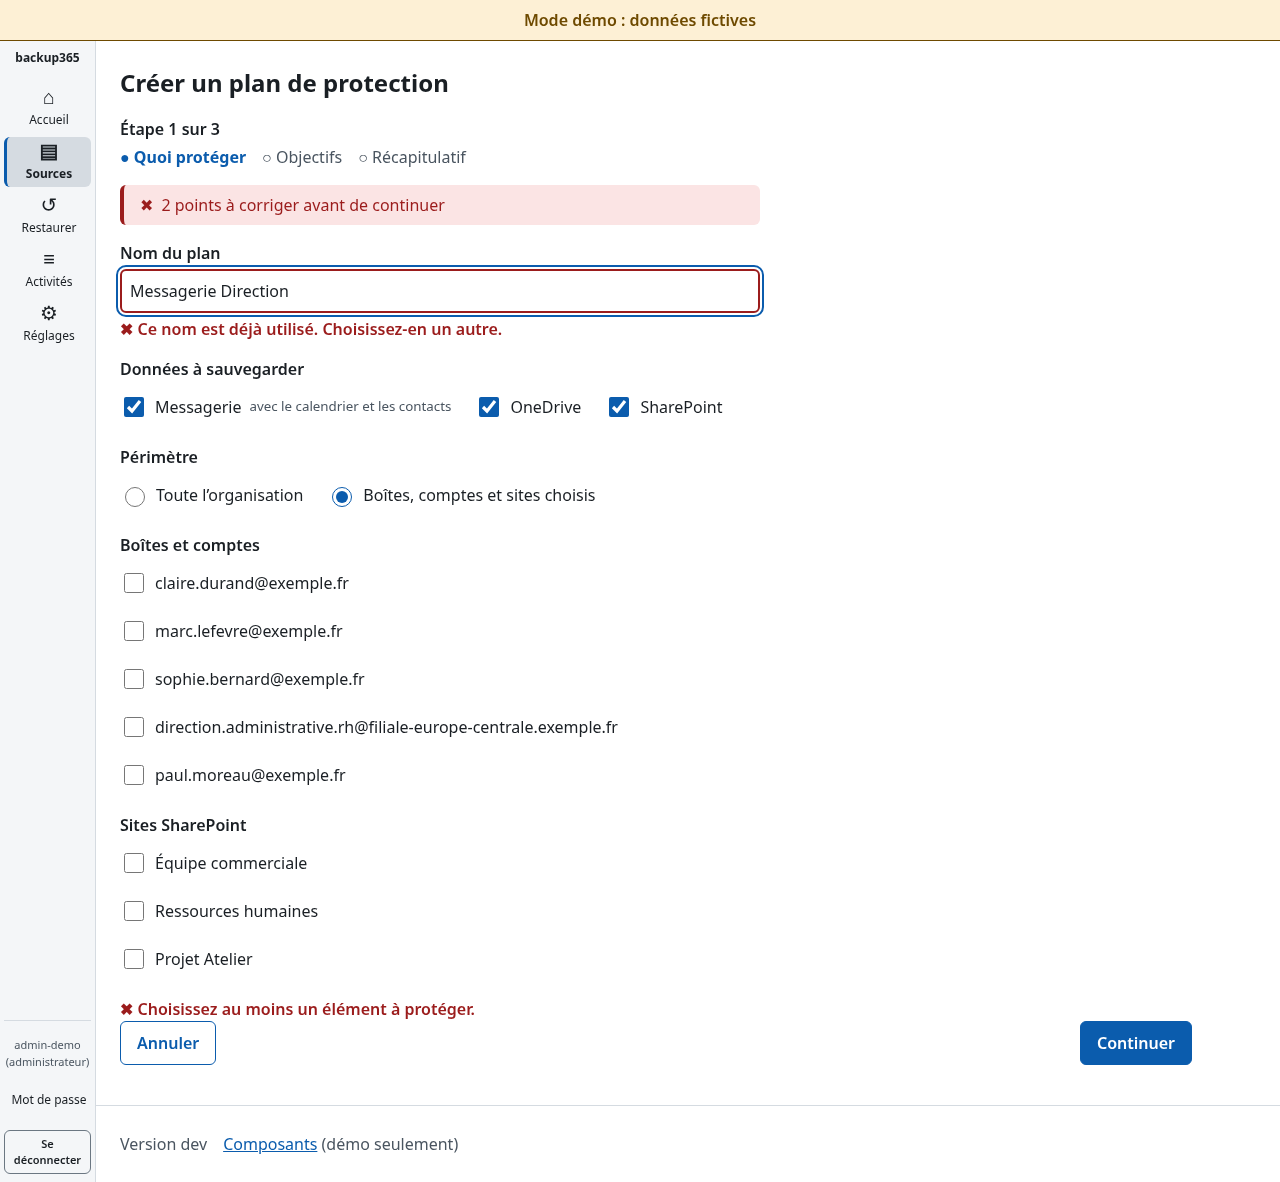 Mode démo : données fictives
backup365
Accueil
Sources
Restaurer
Activités
Réglages
admin-demo
(administrateur)
Mot de passe
Se
déconnecter
Créer un plan de protection
Étape 1 sur 3
● Quoi protéger ○ Objectifs ○ Récapitulatif
✖ 2 points à corriger avant de continuer
Nom du plan
Messagerie Direction
✖ Ce nom est déjà utilisé. Choisissez-en un autre.
Données à sauvegarder
Messagerie avec le calendrier et les contacts OneDrive SharePoint
Périmètre
Toute l’organisation Boîtes, comptes et sites choisis
Boîtes et comptes
claire.durand@exemple.fr
marc.lefevre@exemple.fr
sophie.bernard@exemple.fr
direction.administrative.rh@filiale-europe-centrale.exemple.fr
paul.moreau@exemple.fr
Sites SharePoint
Équipe commerciale
Ressources humaines
Projet Atelier
✖ Choisissez au moins un élément à protéger.
Annuler Continuer
Version dev Composants (démo seulement)